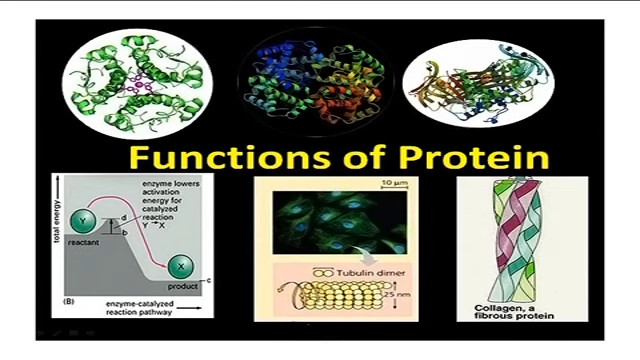 Functions of Protein
total energy
enzyme lowers
activation
energy for
catalyzed
reaction
Y → X
Y
d
b
reactant
X
product
c
(B)
enzyme-catalyzed
reaction pathway
10 µm
Tubulin dimer
25 nm
Collagen, a
fibrous protein